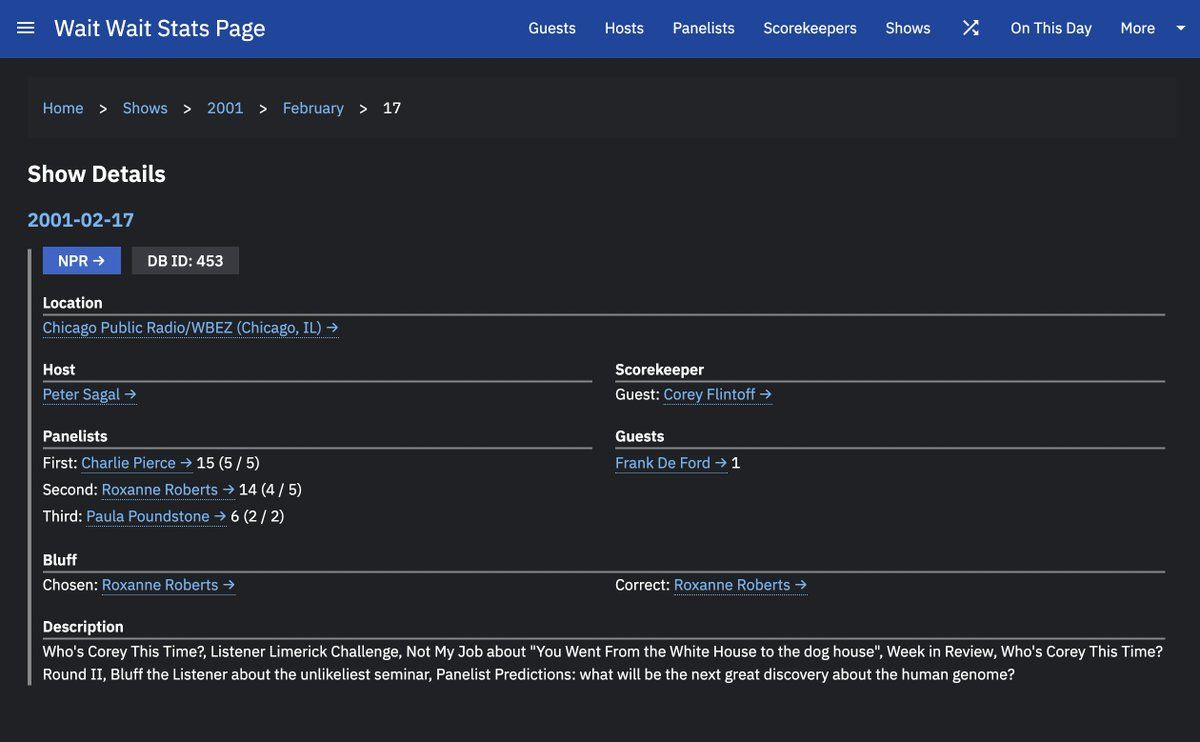 Wait Wait Stats Page
Guests Hosts Panelists Scorekeepers Shows On This Day More
Home > Shows > 2001 > February > 17
Show Details
2001-02-17
NPR → DB ID: 453
Location
Chicago Public Radio/WBEZ (Chicago, IL) →
Host
Peter Sagal →
Scorekeeper
Guest: Corey Flintoff →
Panelists
First: Charlie Pierce → 15 (5 / 5)
Second: Roxanne Roberts → 14 (4 / 5)
Third: Paula Poundstone → 6 (2 / 2)
Guests
Frank De Ford → 1
Bluff
Chosen: Roxanne Roberts →
Correct: Roxanne Roberts →
Description
Who's Corey This Time?, Listener Limerick Challenge, Not My Job about "You Went From the White House to the dog house", Week in Review, Who's Corey This Time?
Round II, Bluff the Listener about the unlikeliest seminar, Panelist Predictions: what will be the next great discovery about the human genome?